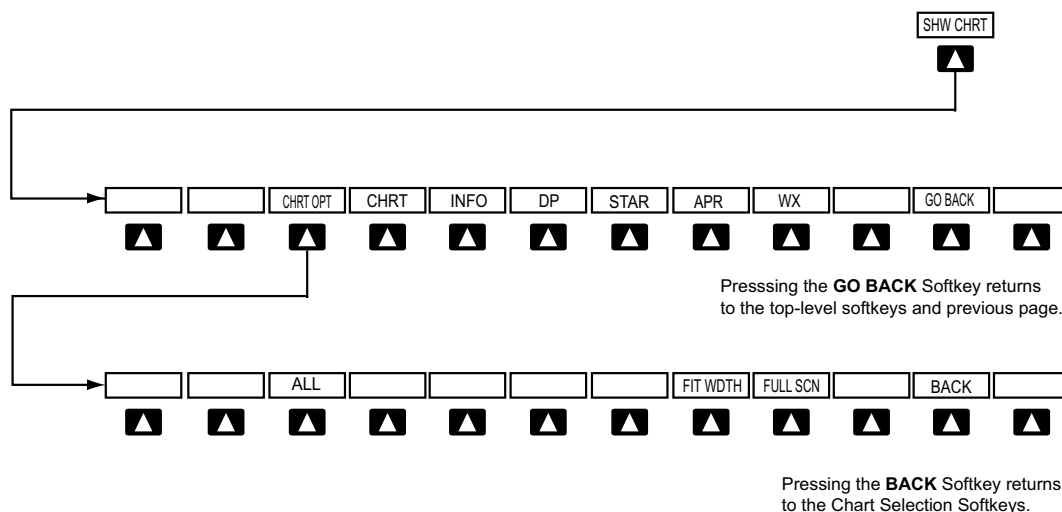 SHW CHRT
CHRT OPT CHRT INFO DP STAR APR WX GO BACK
Presssing the GO BACK Softkey returns
to the top-level softkeys and previous page.
ALL FIT WDTH FULL SCN BACK
Pressing the BACK Softkey returns
to the Chart Selection Softkeys.